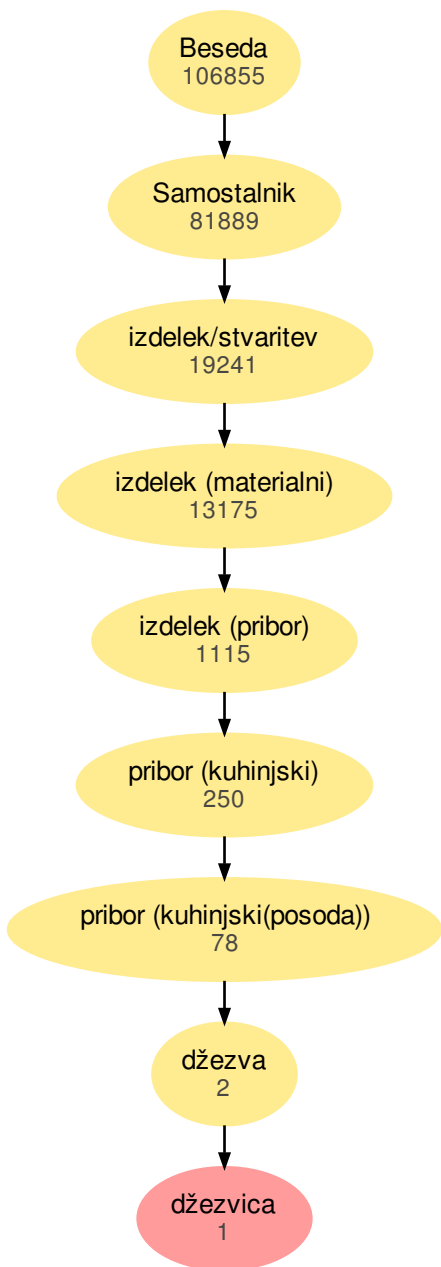 Beseda
106855
Samostalnik
81889
izdelek/stvaritev
19241
izdelek (materialni)
13175
izdelek (pribor)
1115
pribor (kuhinjski)
250
pribor (kuhinjski(posoda))
78
džezva
2
džezvica
1